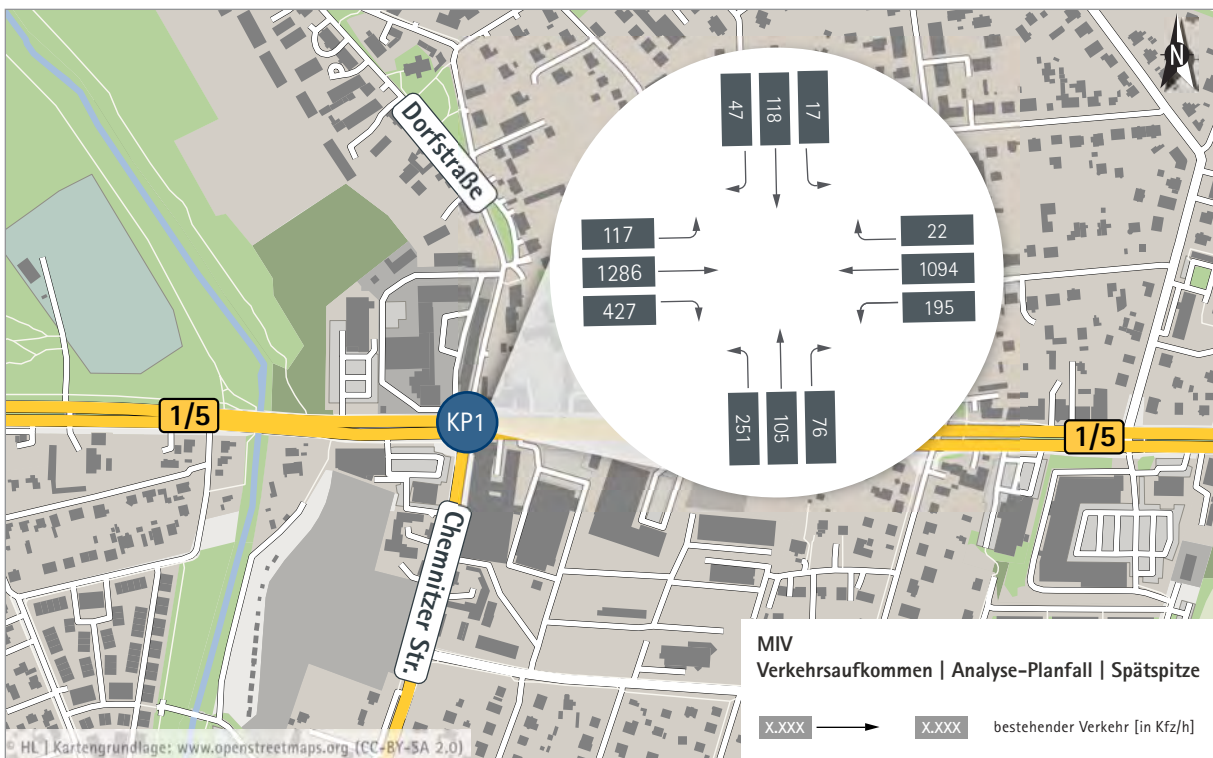 N
47
118
17
Dorfstraße
117
22
1286
1094
427
195
251
105
76
1/5
KP1
1/5
Chemnitzer Str.
MIV
Verkehrsaufkommen | Analyse-Planfall | Spätspitze
X.XXX X.XXX bestehender Verkehr [in Kfz/h]
© HL | Kartengrundlage: www.openstreetmaps.org (CC-BY-SA 2.0)